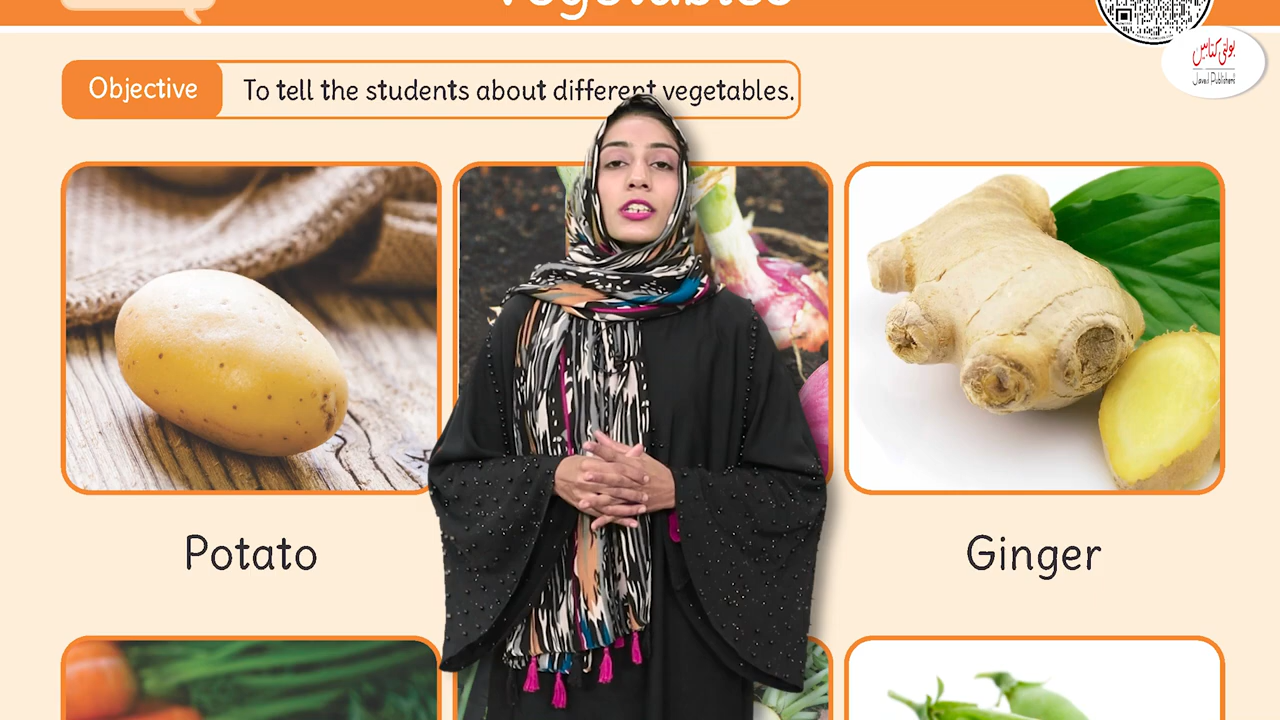 Vegetables
Objective
To tell the students about different vegetables.
بولتی کتابیں
Javed Publishers
Potato
Ginger